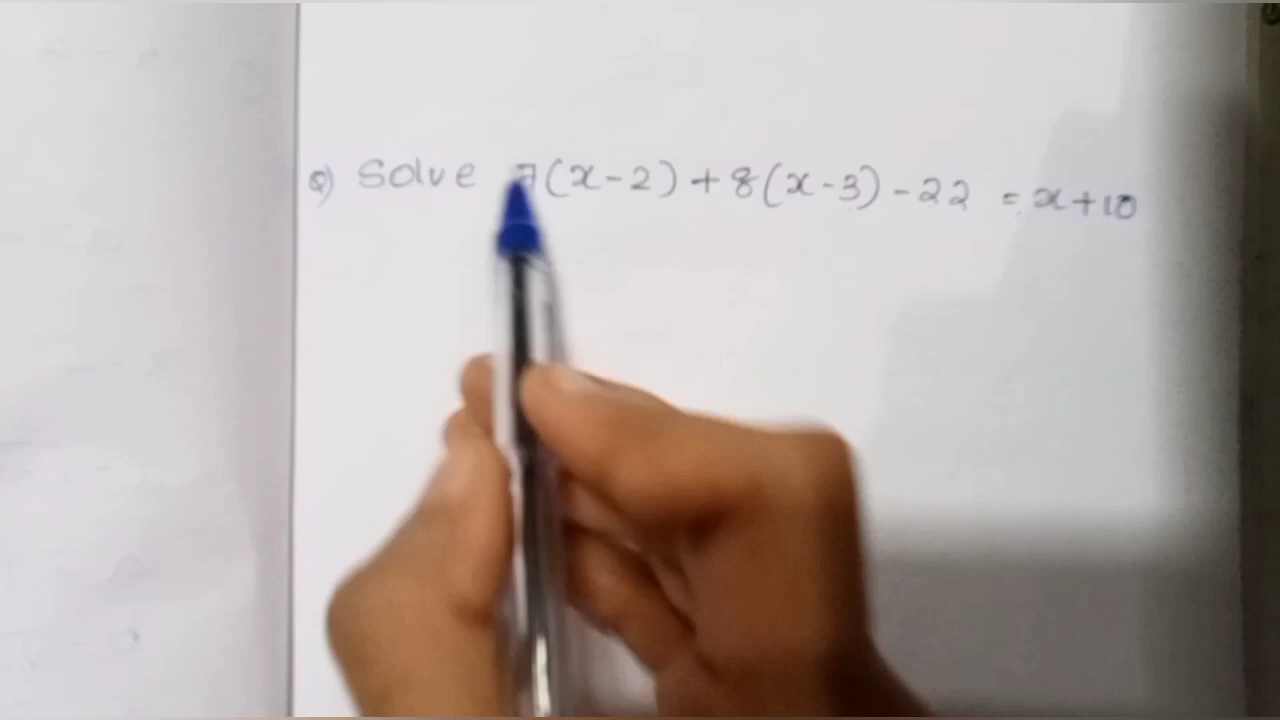 Q) Solve 7(x-2) + 8(x-3) - 22 = x+10